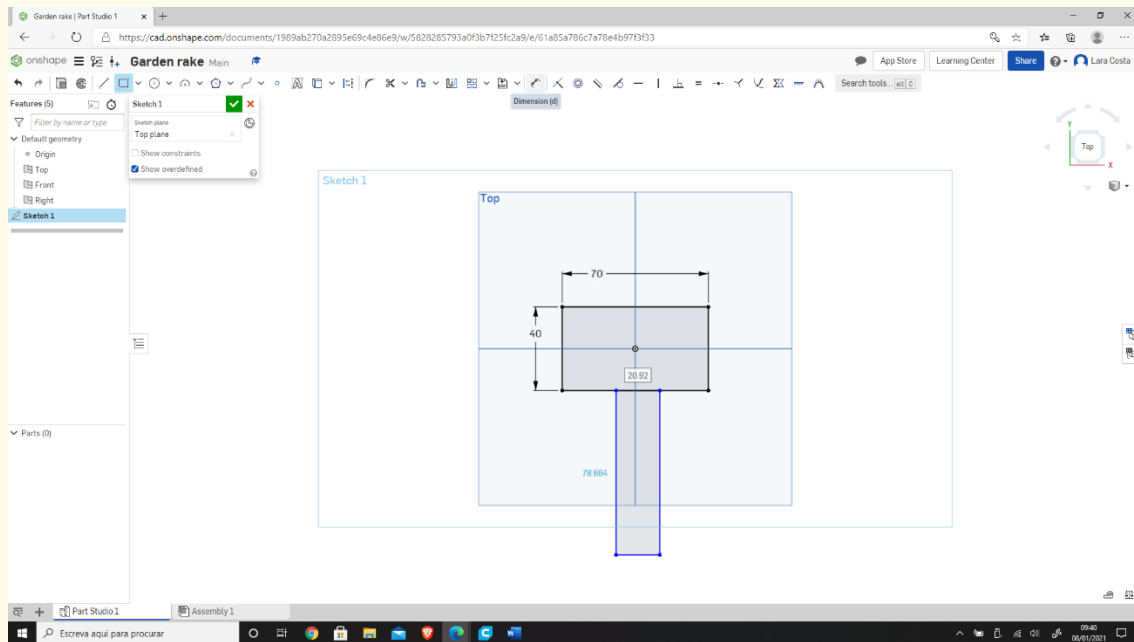 Garden rake | Part Studio 1
https://cad.onshape.com/documents/1989ab270a2895e69c4e86e9/w/5828285793a0f3b7f25fc2a9/e/61a85a786c7a78e4b97f3f33
onshape Garden rake Main App Store Learning Center Share Lara Costa
Search tools... alt C
Dimension (d)
Features (5)
Filter by name or type
Default geometry
Origin
Top
Front
Right
Sketch 1
Sketch 1
Sketch plane
Top plane
Show constraints
Show overdefined
Sketch 1
Top
70
40
20.92
78.664
Y
Top
X
Parts (0)
Part Studio 1 Assembly 1
Escreva aqui para procurar
09:40
08/01/2021